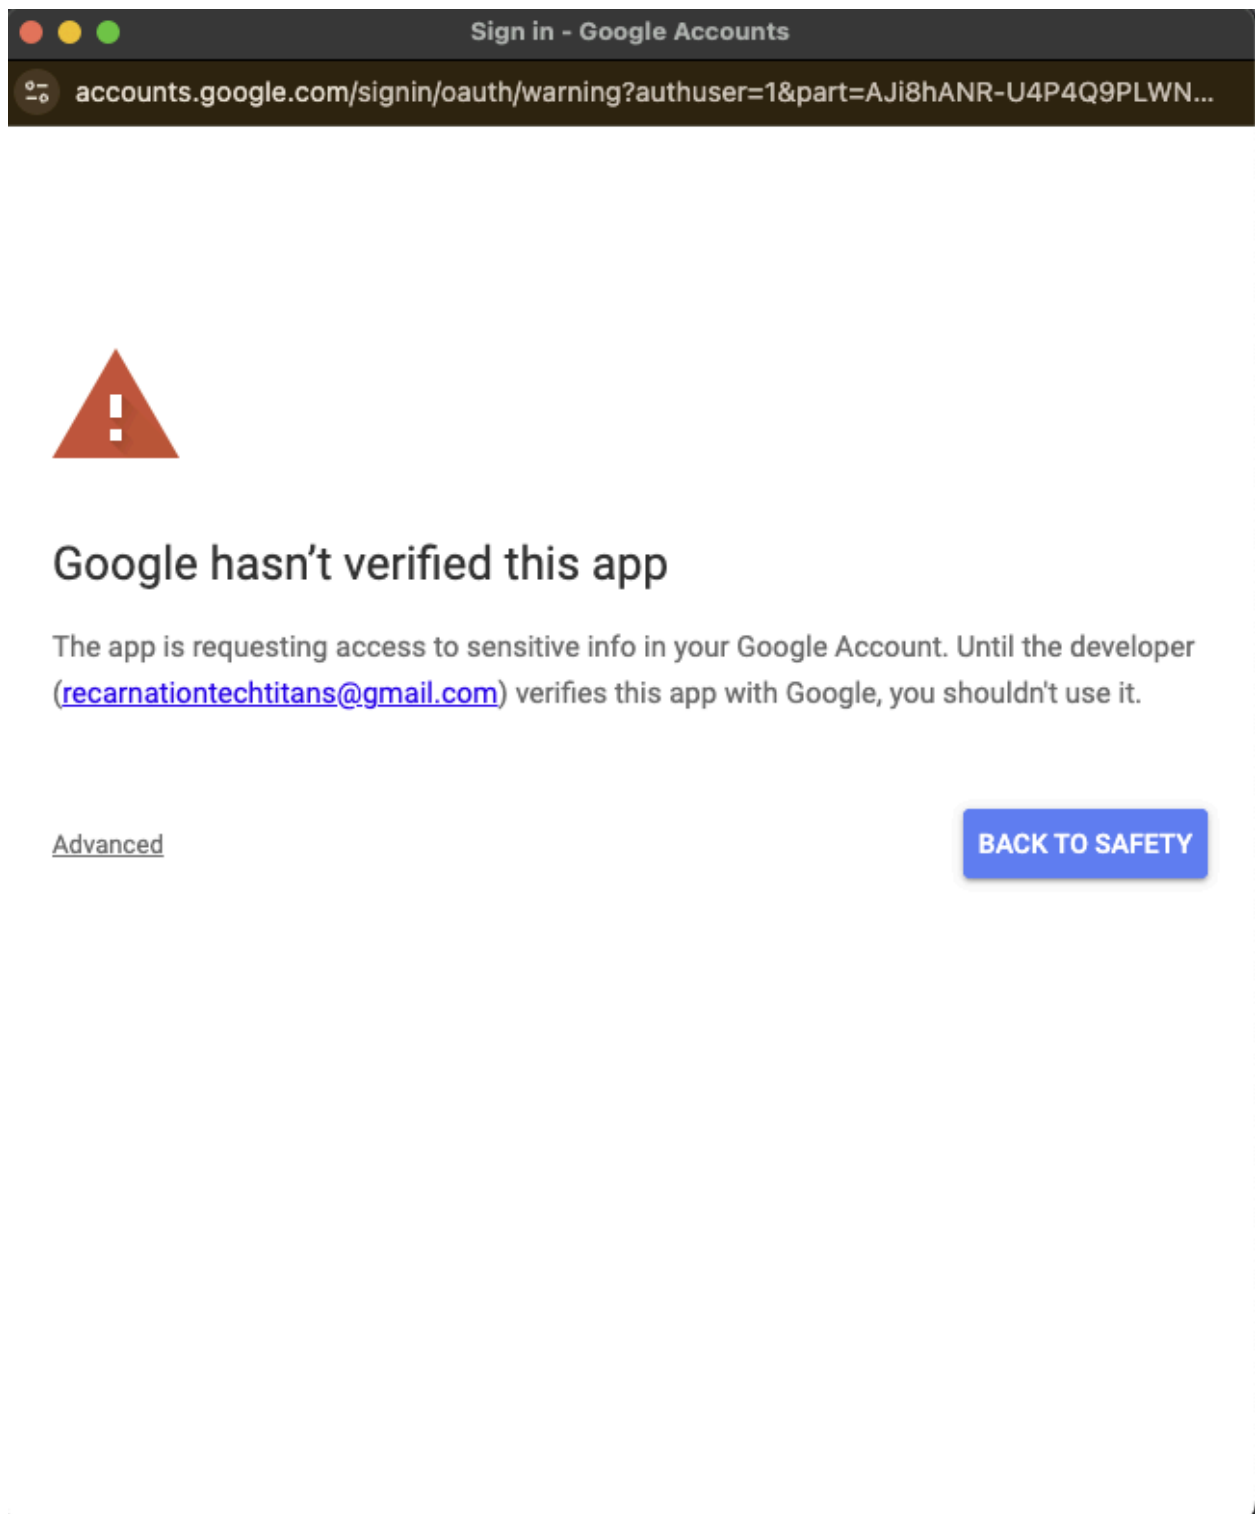 Sign in - Google Accounts
accounts.google.com/signin/oauth/warning?authuser=1&part=AJi8hANR-U4P4Q9PLWN...
Google hasn’t verified this app
The app is requesting access to sensitive info in your Google Account. Until the developer
(recarnationtechtitans@gmail.com) verifies this app with Google, you shouldn't use it.
Advanced
BACK TO SAFETY